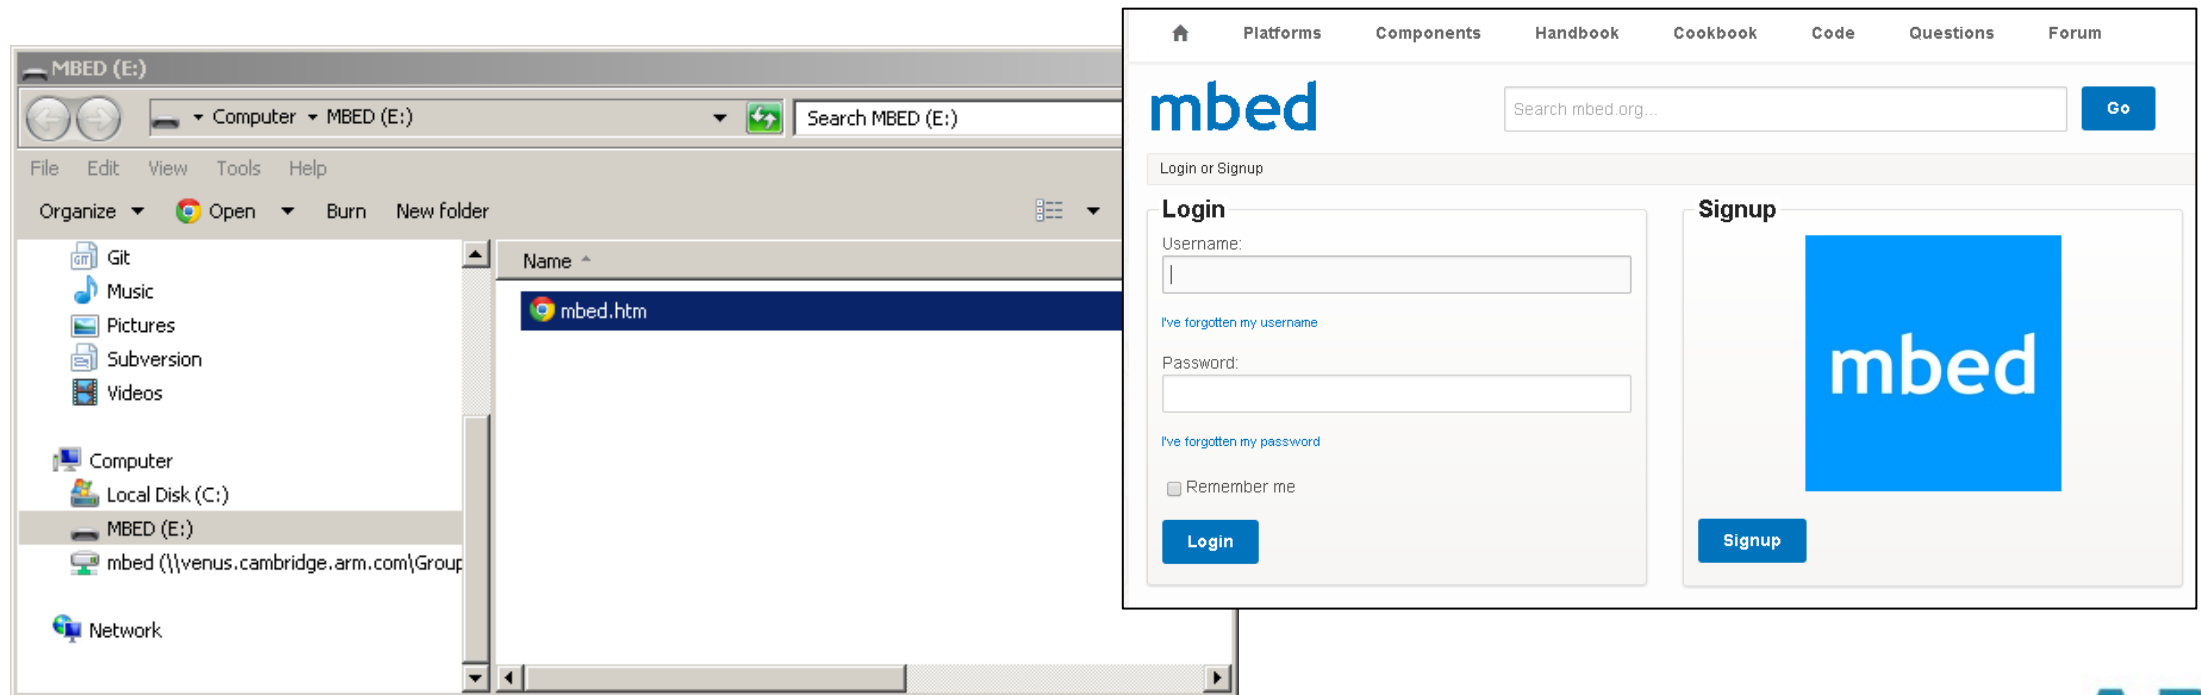 MBED (E:)
Computer MBED (E:)
Search MBED (E:)
File Edit View Tools Help
Organize Open Burn New folder
Git
Music
Pictures
Subversion
Videos
Computer
Local Disk (C:)
MBED (E:)
mbed (\\venus.cambridge.arm.com\Group
Network
Name
mbed.htm
Platforms Components Handbook Cookbook Code Questions Forum
mbed
Search mbed.org...
Go
Login or Signup
Login
Username:
I've forgotten my username
Password:
I've forgotten my password
Remember me
Login
Signup
mbed
Signup